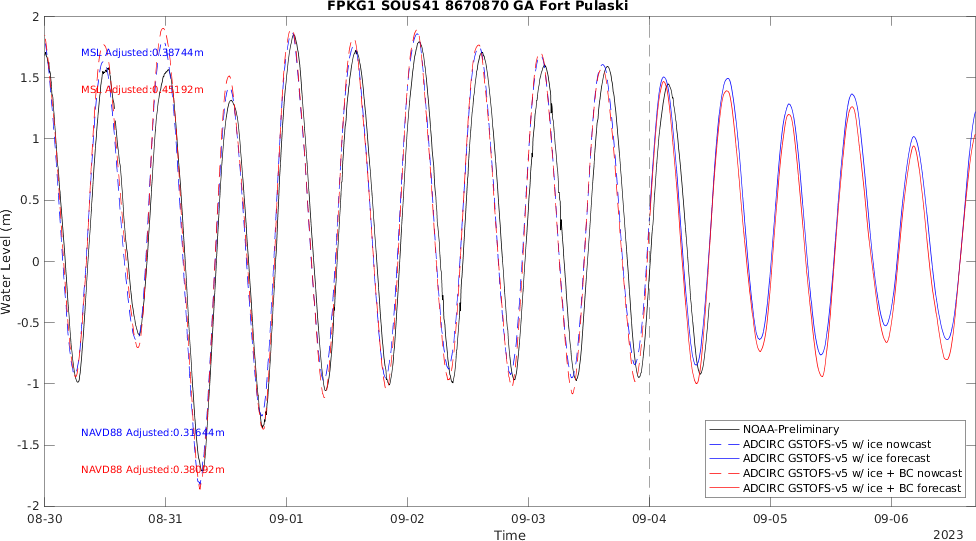 FPKG1 SOUS41 8670870 GA Fort Pulaski
2
1.5
1
0.5
0
-0.5
-1
-1.5
-2
Water Level (m)
MSL Adjusted:0.38744m
MSL Adjusted:0.45192m
NAVD88 Adjusted:0.31644m
NAVD88 Adjusted:0.38092m
NOAA-Preliminary
ADCIRC GSTOFS-v5 w/ ice nowcast
ADCIRC GSTOFS-v5 w/ ice forecast
ADCIRC GSTOFS-v5 w/ ice + BC nowcast
ADCIRC GSTOFS-v5 w/ ice + BC forecast
08-30 08-31 09-01 09-02 09-03 09-04 09-05 09-06
Time
2023